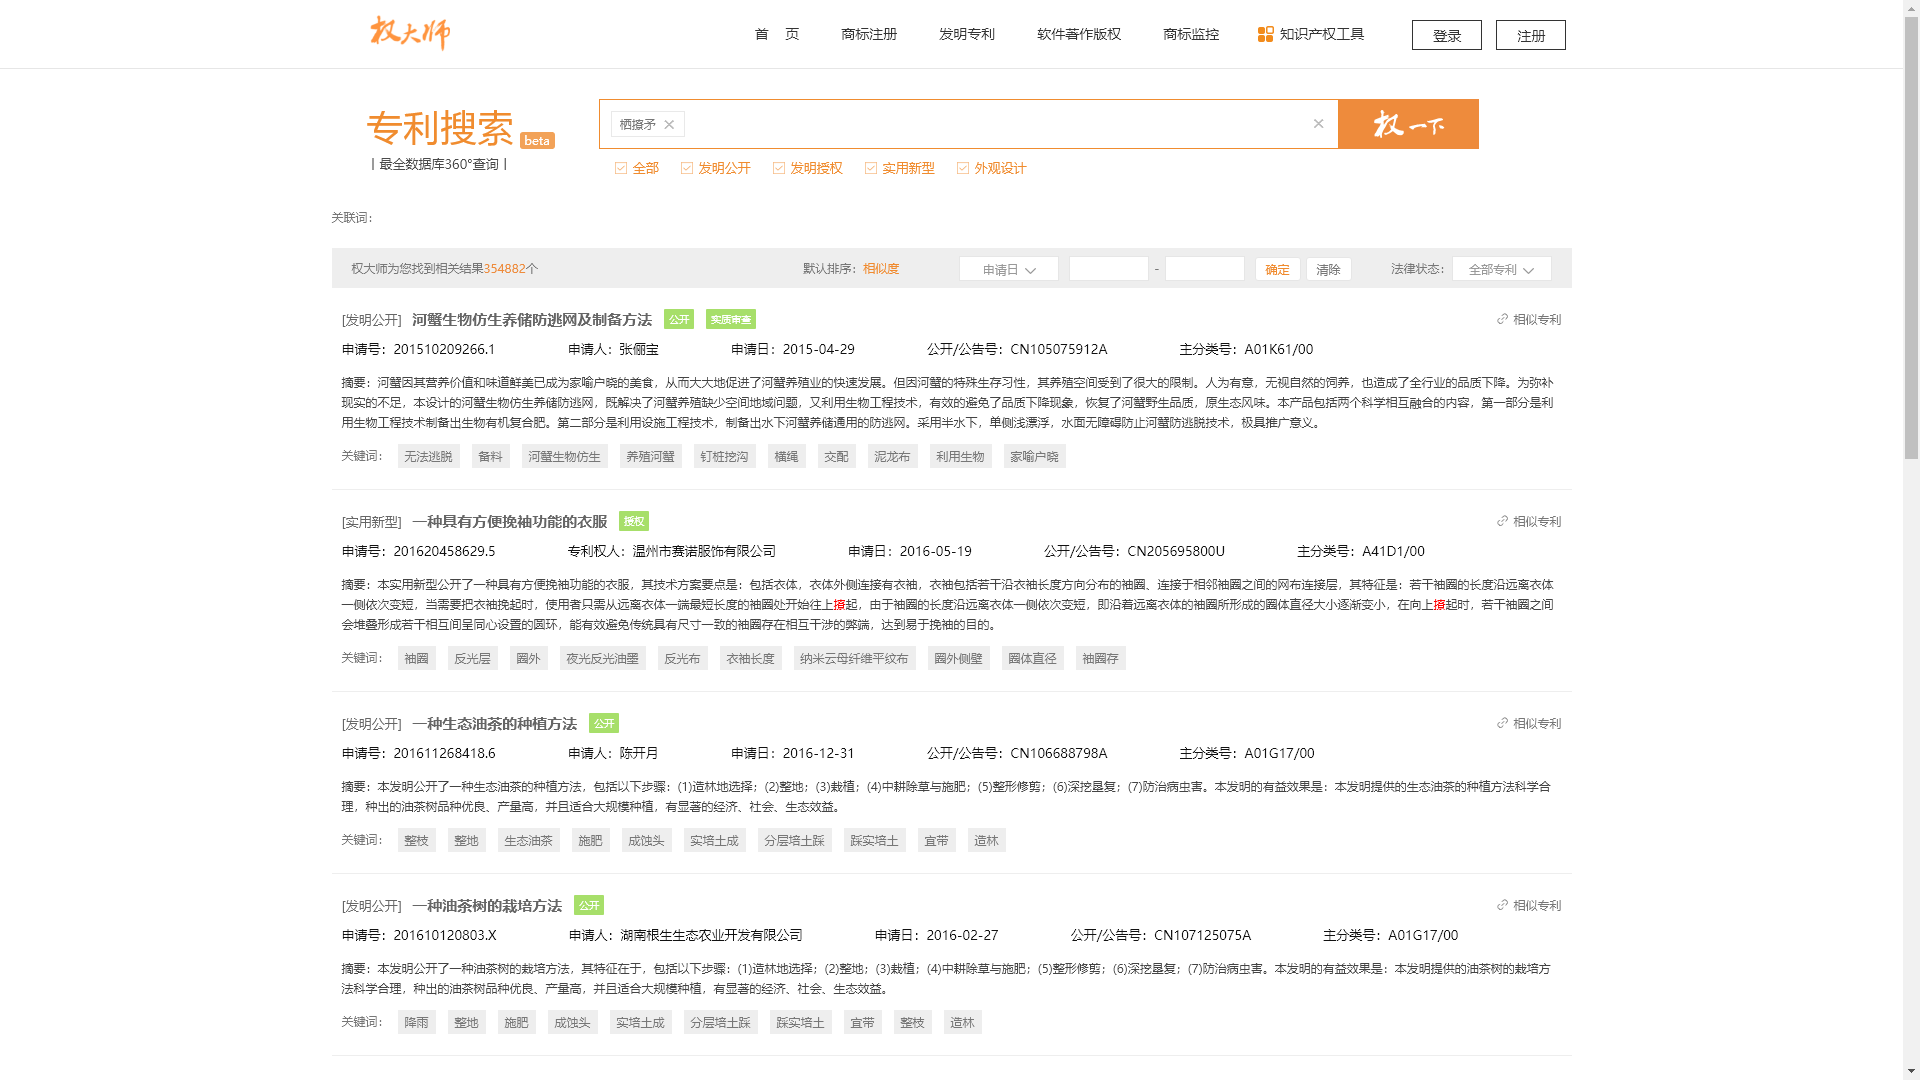 权大师
首 页
商标注册
发明专利
软件著作版权
商标监控
知识产权工具
登录
注册
专利搜索 beta
丨最全数据库360°查询丨
栖撩矛
权一下
全部
发明公开
发明授权
实用新型
外观设计
关联词：
权大师为您找到相关结果354882个
默认排序：相似度
申请日
-
确定
清除
法律状态：
全部专利
[发明公开] 河蟹生物仿生养储防逃网及制备方法 公开 实质审查
相似专利
申请号：201510209266.1 申请人：张俪宝 申请日：2015-04-29 公开/公告号：CN105075912A 主分类号：A01K61/00
摘要：河蟹因其营养价值和味道鲜美已成为家喻户晓的美食，从而大大地促进了河蟹养殖业的快速发展。但因河蟹的特殊生存习性，其养殖空间受到了很大的限制。人为有意，无视自然的饲养，也造成了全行业的品质下降。为弥补
现实的不足，本设计的河蟹生物仿生养储防逃网，既解决了河蟹养殖缺少空间地域问题，又利用生物工程技术，有效的避免了品质下降现象，恢复了河蟹野生品质，原生态风味。本产品包括两个科学相互融合的内容，第一部分是利
用生物工程技术制备出生物有机复合肥。第二部分是利用设施工程技术，制备出水下河蟹养储通用的防逃网。采用半水下，单侧浅漂浮，水面无障碍防止河蟹防逃脱技术，极具推广意义。
关键词： 无法逃脱 备料 河蟹生物仿生 养殖河蟹 钉桩挖沟 横绳 交配 泥龙布 利用生物 家喻户晓
[实用新型] 一种具有方便挽袖功能的衣服 授权
相似专利
申请号：201620458629.5 专利权人：温州市赛诺服饰有限公司 申请日：2016-05-19 公开/公告号：CN205695800U 主分类号：A41D1/00
摘要：本实用新型公开了一种具有方便挽袖功能的衣服，其技术方案要点是：包括衣体，衣体外侧连接有衣袖，衣袖包括若干沿衣袖长度方向分布的袖圈、连接于相邻袖圈之间的网布连接层，其特征是：若干袖圈的长度沿远离衣体
一侧依次变短，当需要把衣袖挽起时，使用者只需从远离衣体一端最短长度的袖圈处开始往上撩起，由于袖圈的长度沿远离衣体一侧依次变短，即沿着远离衣体的袖圈所形成的圈体直径大小逐渐变小，在向上撩起时，若干袖圈之间
会堆叠形成若干相互间呈同心设置的圆环，能有效避免传统具有尺寸一致的袖圈存在相互干涉的弊端，达到易于挽袖的目的。
关键词： 袖圈 反光层 圈外 夜光反光油墨 反光布 衣袖长度 纳米云母纤维平纹布 圈外侧壁 圈体直径 袖圈存
[发明公开] 一种生态油茶的种植方法 公开
相似专利
申请号：201611268418.6 申请人：陈开月 申请日：2016-12-31 公开/公告号：CN106688798A 主分类号：A01G17/00
摘要：本发明公开了一种生态油茶的种植方法，包括以下步骤：(1)造林地选择；(2)整地；(3)栽植；(4)中耕除草与施肥；(5)整形修剪；(6)深挖垦复；(7)防治病虫害。本发明的有益效果是：本发明提供的生态油茶的种植方法科学合
理，种出的油茶树品种优良、产量高，并且适合大规模种植，有显著的经济、社会、生态效益。
关键词： 整枝 整地 生态油茶 施肥 成蚀头 实培土成 分层培土踩 踩实培土 宜带 造林
[发明公开] 一种油茶树的栽培方法 公开
相似专利
申请号：201610120803.X 申请人：湖南根生生态农业开发有限公司 申请日：2016-02-27 公开/公告号：CN107125075A 主分类号：A01G17/00
摘要：本发明公开了一种油茶树的栽培方法，其特征在于，包括以下步骤：(1)造林地选择；(2)整地；(3)栽植；(4)中耕除草与施肥；(5)整形修剪；(6)深挖垦复；(7)防治病虫害。本发明的有益效果是：本发明提供的油茶树的栽培方
法科学合理，种出的油茶树品种优良、产量高，并且适合大规模种植，有显著的经济、社会、生态效益。
关键词： 降雨 整地 施肥 成蚀头 实培土成 分层培土踩 踩实培土 宜带 整枝 造林